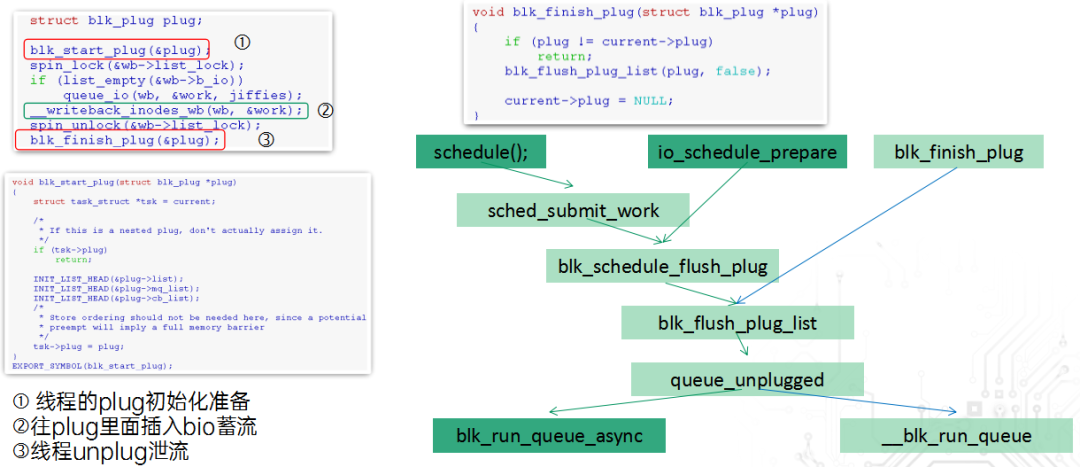 struct blk_plug plug;
blk_start_plug(&plug);
①
spin_lock(&wb->list_lock);
if (list_empty(&wb->b_io))
queue_io(wb, &work, jiffies);
__writeback_inodes_wb(wb, &work);
②
spin_unlock(&wb->list_lock);
blk_finish_plug(&plug);
③
void blk_start_plug(struct blk_plug *plug)
{
struct task_struct *tsk = current;
/*
* If this is a nested plug, don't actually assign it.
*/
if (tsk->plug)
return;
INIT_LIST_HEAD(&plug->list);
INIT_LIST_HEAD(&plug->mq_list);
INIT_LIST_HEAD(&plug->cb_list);
/*
* Store ordering should not be needed here, since a potential
* preempt will imply a full memory barrier
*/
tsk->plug = plug;
}
EXPORT_SYMBOL(blk_start_plug);
① 线程的plug初始化准备
②往plug里面插入bio蓄流
③线程unplug泄流
void blk_finish_plug(struct blk_plug *plug)
{
if (plug != current->plug)
return;
blk_flush_plug_list(plug, false);
current->plug = NULL;
}
schedule();
io_schedule_prepare
blk_finish_plug
sched_submit_work
blk_schedule_flush_plug
blk_flush_plug_list
queue_unplugged
blk_run_queue_async
__blk_run_queue